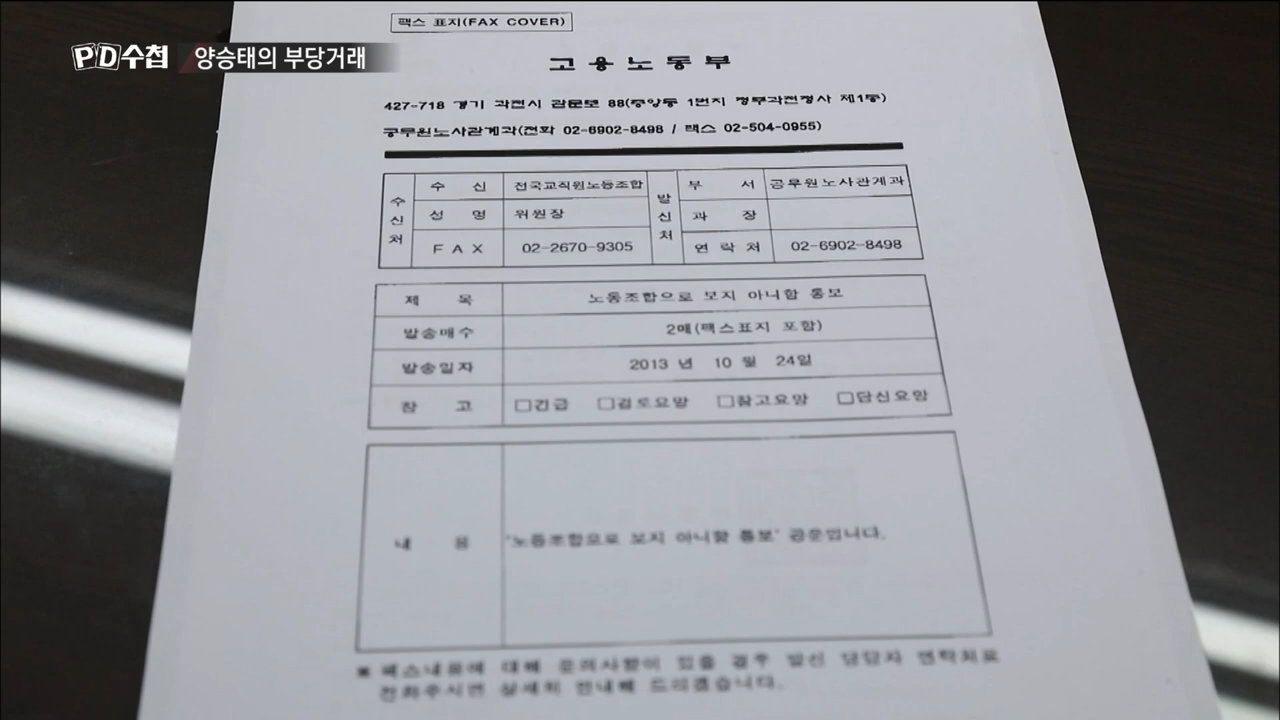 PD수첩 양승태의 부당거래
팩스 표지(FAX COVER)
고용노동부
427-718 경기 과천시 관문로 88(중앙동 1번지 정부과천청사 제1동)
공무원노사관계과(전화 02-6902-8498 / 팩스 02-504-0955)
수신처 수 신 전국교직원노동조합 발신처 부 서 공무원노사관계과
성 명 위원장 과 장
F A X 02-2670-9305 연 락 처 02-6902-8498
제 목 노동조합으로 보지 아니함 통보
발송매수 2매(팩스표지 포함)
발송일자 2013 년 10 월 24일
참 고 □긴급 □검토요망 □참고요망 □답신요망
내 용 '노동조합으로 보지 아니함 통보' 공문입니다.
※ 팩스내용에 대해 문의사항이 있을 경우 발신 담당자 연락처로
전화주시면 상세히 안내해 드리겠습니다.